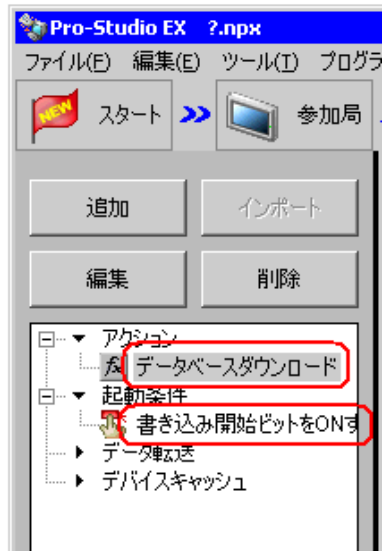 Pro-Studio EX ?.npx
ファイル(F) 編集(E) ツール(T) プログラ
NEW スタート >> 参加局
追加 インポート
編集 削除
アクション
fx データベースダウンロード
起動条件
書き込み開始ビットをONす
データ転送
デバイスキャッシュ